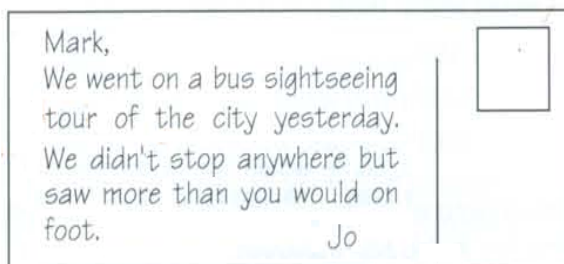 Mark,
We went on a bus sightseeing
tour of the city yesterday.
We didn't stop anywhere but
saw more than you would on
foot.
Jo